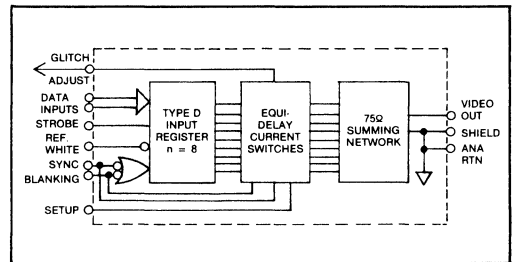 GLITCH
ADJUST
DATA
INPUTS
STROBE
REF.
WHITE
SYNC
BLANKING
SETUP
TYPE D
INPUT
REGISTER
n = 8
EQUI-
DELAY
CURRENT
SWITCHES
75Ω
SUMMING
NETWORK
VIDEO
OUT
SHIELD
ANA
RTN